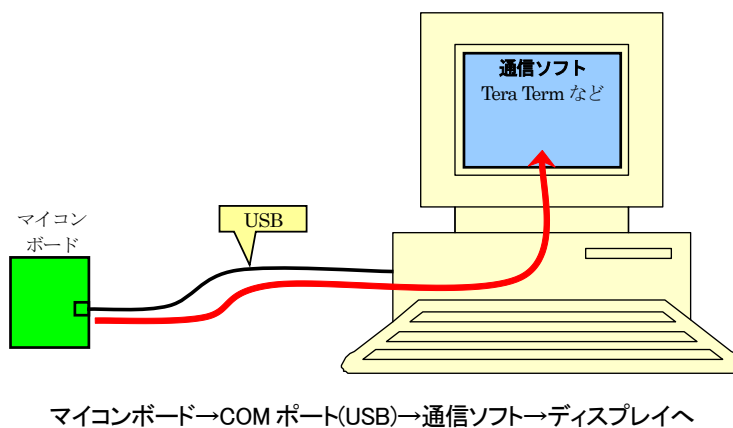 通信ソフト
Tera Term など
マイコン
ボード
USB
マイコンボード→COM ポート(USB)→通信ソフト→ディスプレイへ